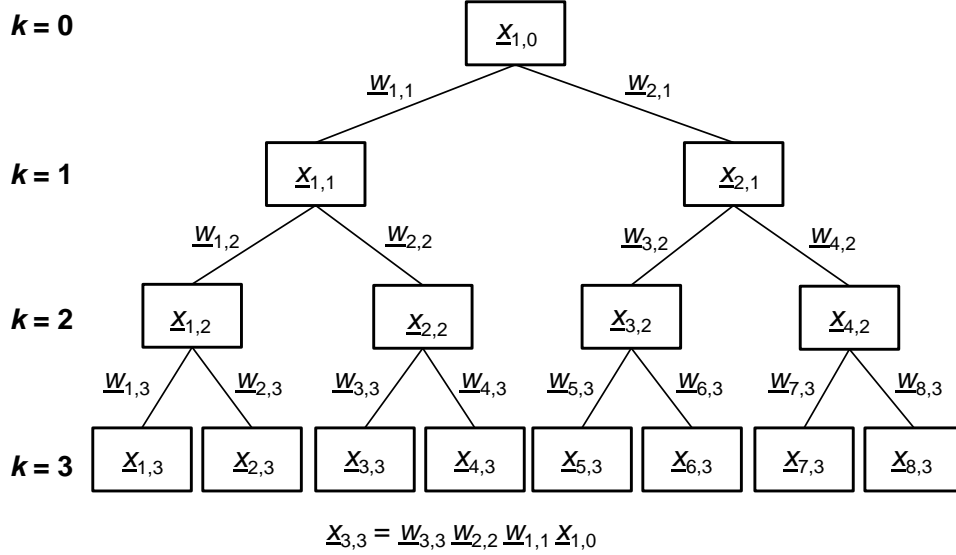 k = 0
x1,0
w1,1
w2,1
k = 1
x1,1
x2,1
w1,2
w2,2
w3,2
w4,2
k = 2
x1,2
x2,2
x3,2
x4,2
w1,3
w2,3
w3,3
w4,3
w5,3
w6,3
w7,3
w8,3
k = 3
x1,3
x2,3
x3,3
x4,3
x5,3
x6,3
x7,3
x8,3
x3,3 = w3,3 w2,2 w1,1 x1,0